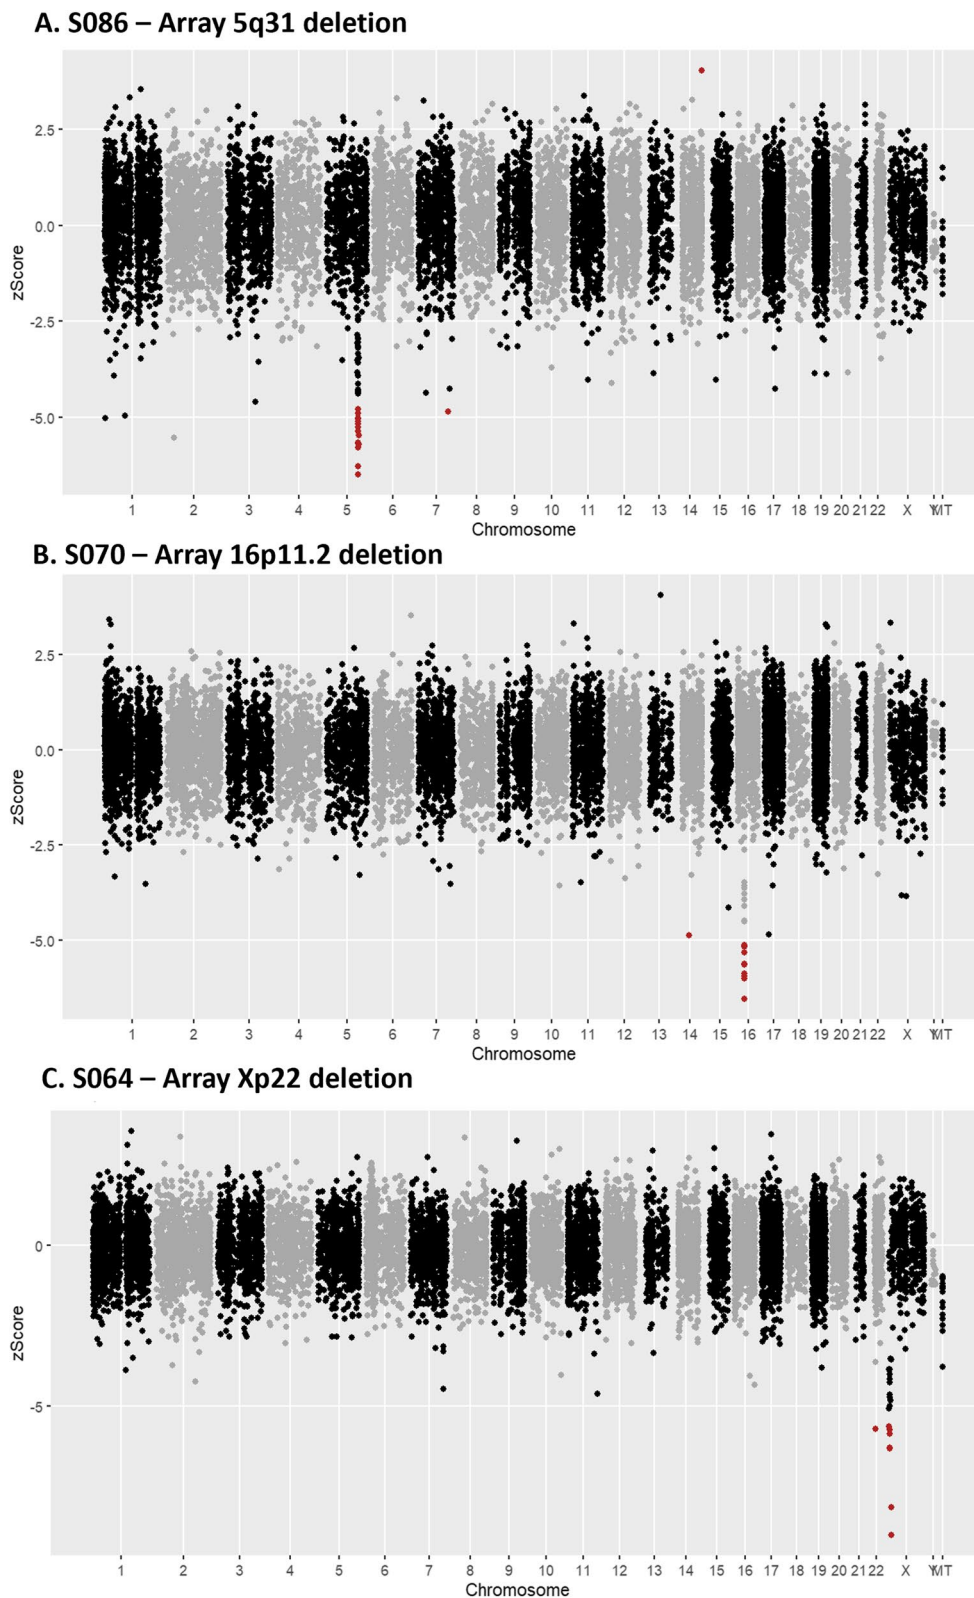 A. S086 – Array 5q31 deletion
2.5
0.0
-2.5
-5.0
zScore
1 2 3 4 5 6 7 8 9 10 11 12 13 14 15 16 17 18 19 20 21 22 X Y MT
Chromosome
B. S070 – Array 16p11.2 deletion
2.5
0.0
-2.5
-5.0
zScore
1 2 3 4 5 6 7 8 9 10 11 12 13 14 15 16 17 18 19 20 21 22 X Y MT
Chromosome
C. S064 – Array Xp22 deletion
0
-5
zScore
1 2 3 4 5 6 7 8 9 10 11 12 13 14 15 16 17 18 19 20 21 22 X Y MT
Chromosome